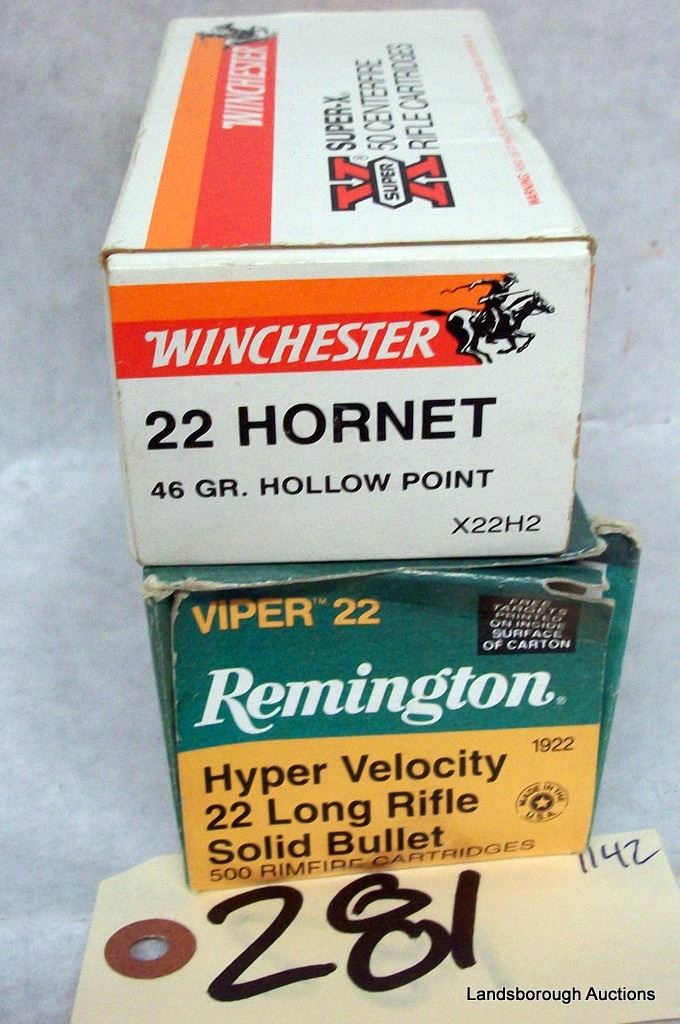 WINCHESTER
SUPER-X®
50 CENTERFIRE
RIFLE CARTRIDGES
X SUPER X
WARNING:
WINCHESTER
22 HORNET
46 GR. HOLLOW POINT
X22H2
VIPER™ 22
FREE
TARGETS
PRINTED
ON INSIDE
SURFACE
OF CARTON
Remington®
1922
Hyper Velocity
22 Long Rifle
Solid Bullet
MADE IN THE U.S.A.
500 RIMFIRE CARTRIDGES
1142
281
Landsborough Auctions